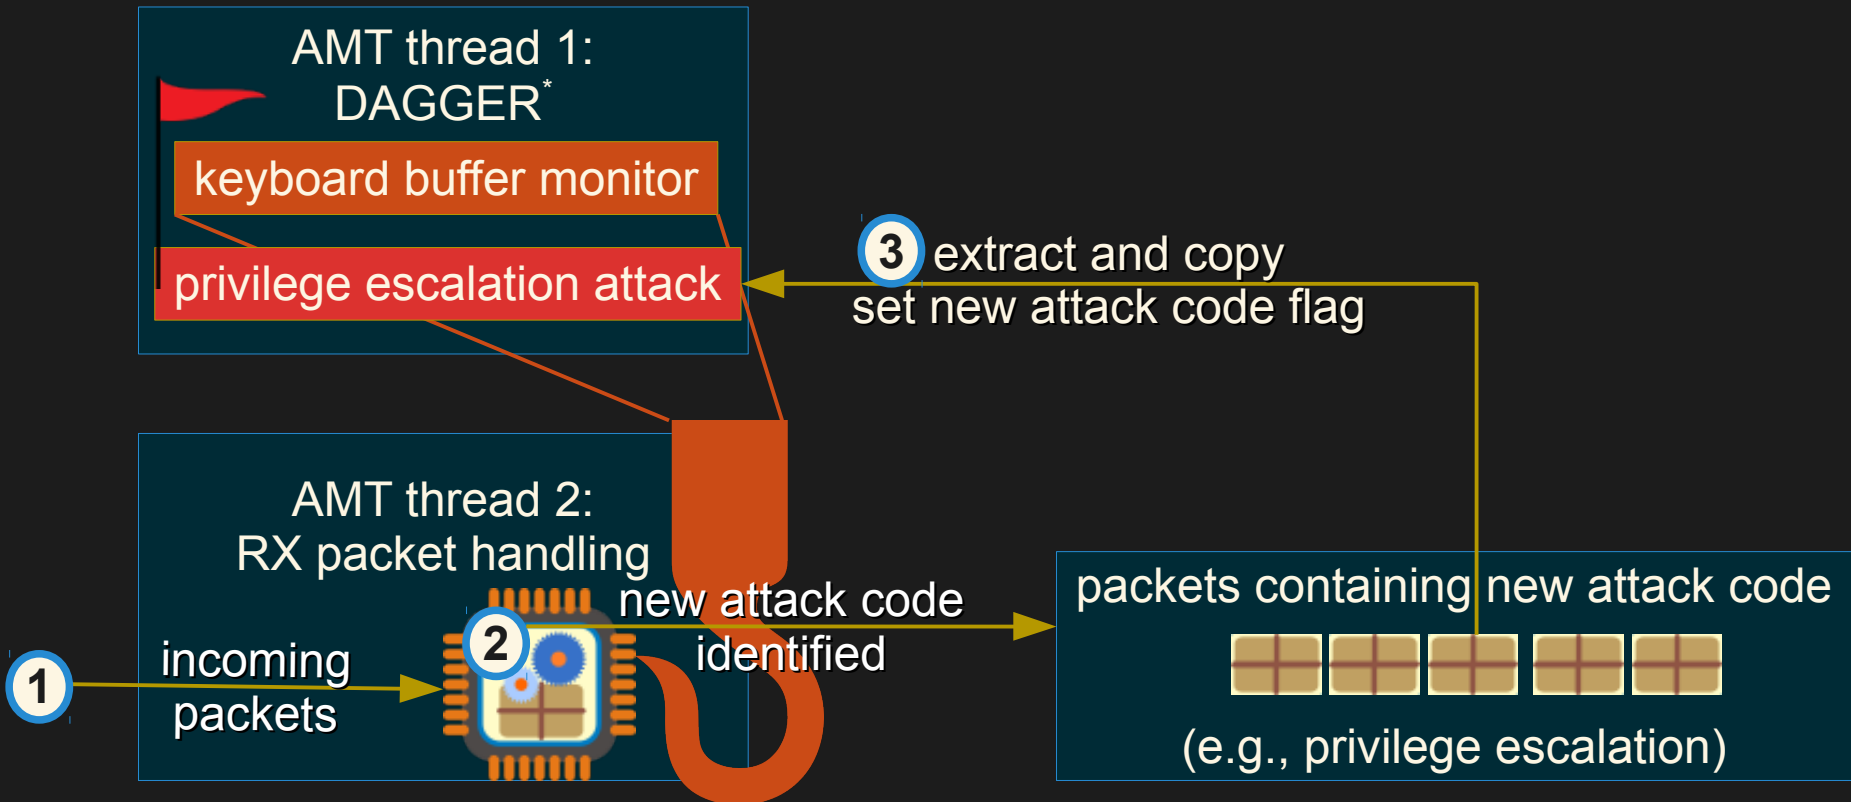 AMT thread 1:
DAGGER*
keyboard buffer monitor
privilege escalation attack
3
extract and copy
set new attack code flag
AMT thread 2:
RX packet handling
1
incoming
packets
2
new attack code
identified
packets containing new attack code
(e.g., privilege escalation)